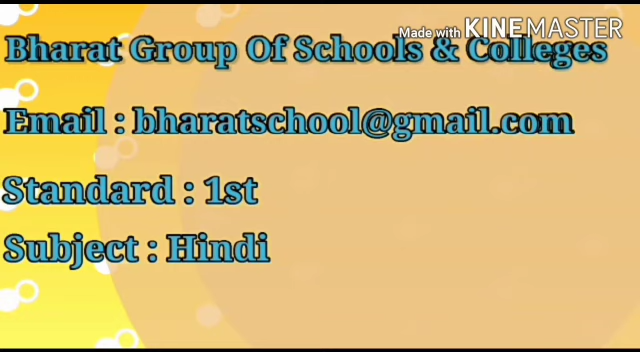 Made with KINEMASTER
Bharat Group Of Schools & Colleges
Email : bharatschool@gmail.com
Standard : 1st
Subject : Hindi